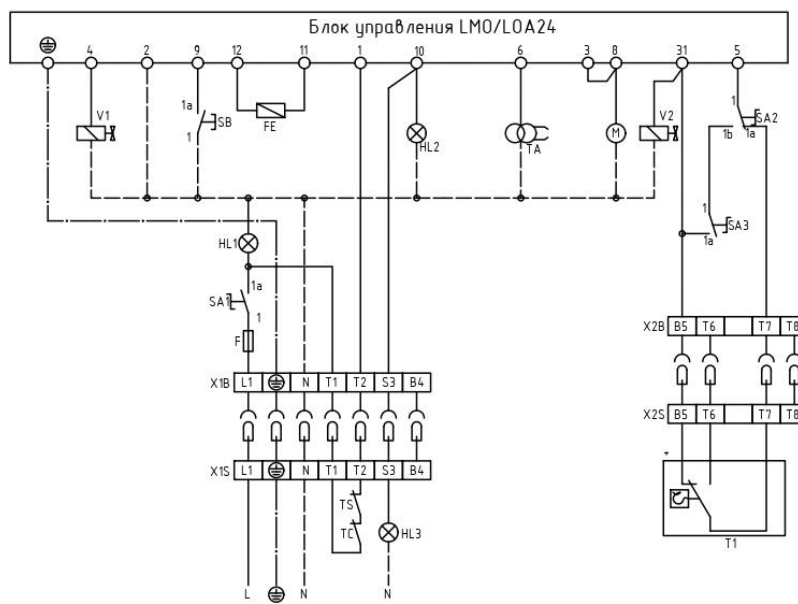 Блок управления LMO/LOA24
4 2 9 12 11 1 10 6 3 8 31 5
V1 1a SB 1 FE HL2 TA M V2 1 SA2
1b 1a
1
SA3
1a
HL1
1a
SA1
1
F
X2B B5 T6 T7 T8
X1B L1 N T1 T2 S3 B4
X2S B5 T6 T7 T8
X1S L1 N T1 T2 S3 B4
+
TS
TC HL3
T1
L N N